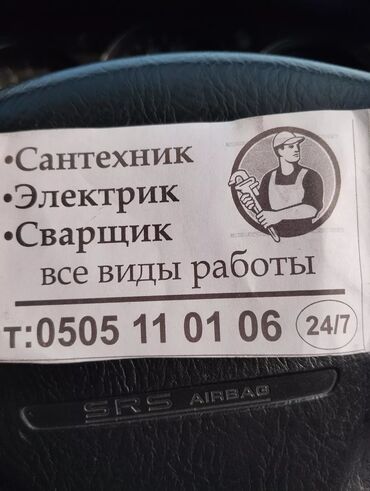 •Сантехник
•Электрик
•Сварщик
все виды работы
т:0505 11 01 06 24/7
SRS AIRBAG